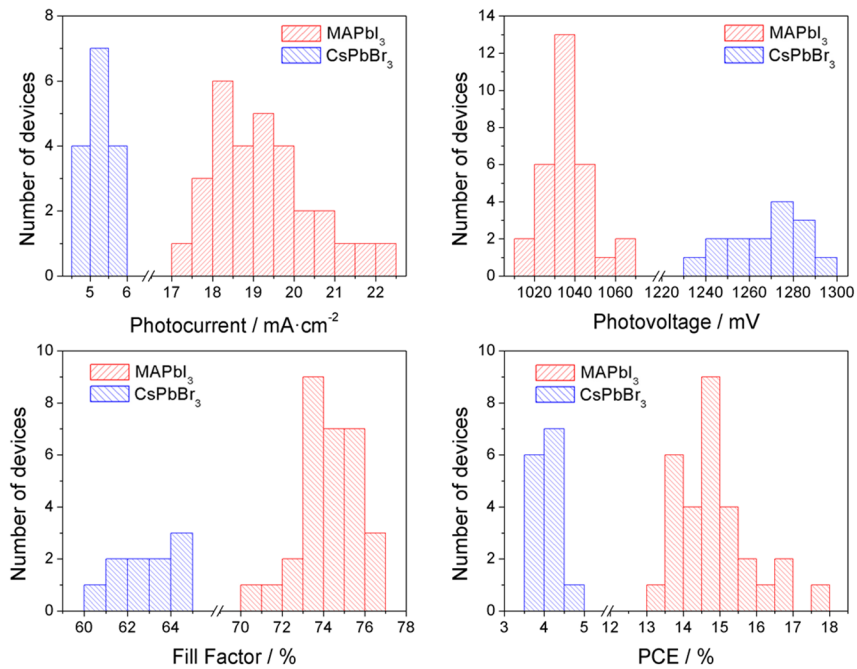 8
6
4
2
0
Number of devices
MAPbI₃
CsPbBr₃
5 6 17 18 19 20 21 22
Photocurrent / mA·cm⁻²
14
12
10
8
6
4
2
0
Number of devices
MAPbI₃
CsPbBr₃
1020 1040 1060 1220 1240 1260 1280 1300
Photovoltage / mV
10
8
6
4
2
0
Number of devices
MAPbI₃
CsPbBr₃
60 62 64 70 72 74 76 78
Fill Factor / %
10
8
6
4
2
0
Number of devices
MAPbI₃
CsPbBr₃
3 4 5 12 13 14 15 16 17 18
PCE / %